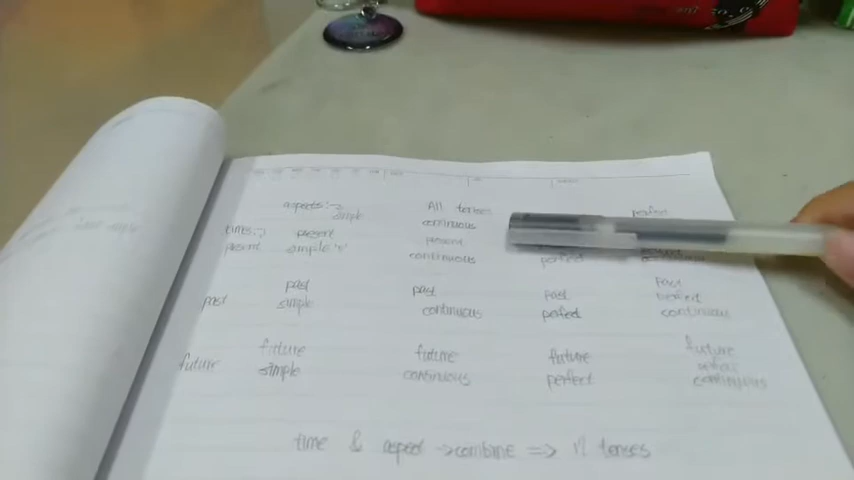 All tenses
aspects:→ simple continuous perfect
times:↓ present present
present simple continuous perfect continuous
past past past past
past simple continuous perfect perfect continuous
future future future future
future simple continuous perfect continuous
time & aspect →combine => 12 tenses